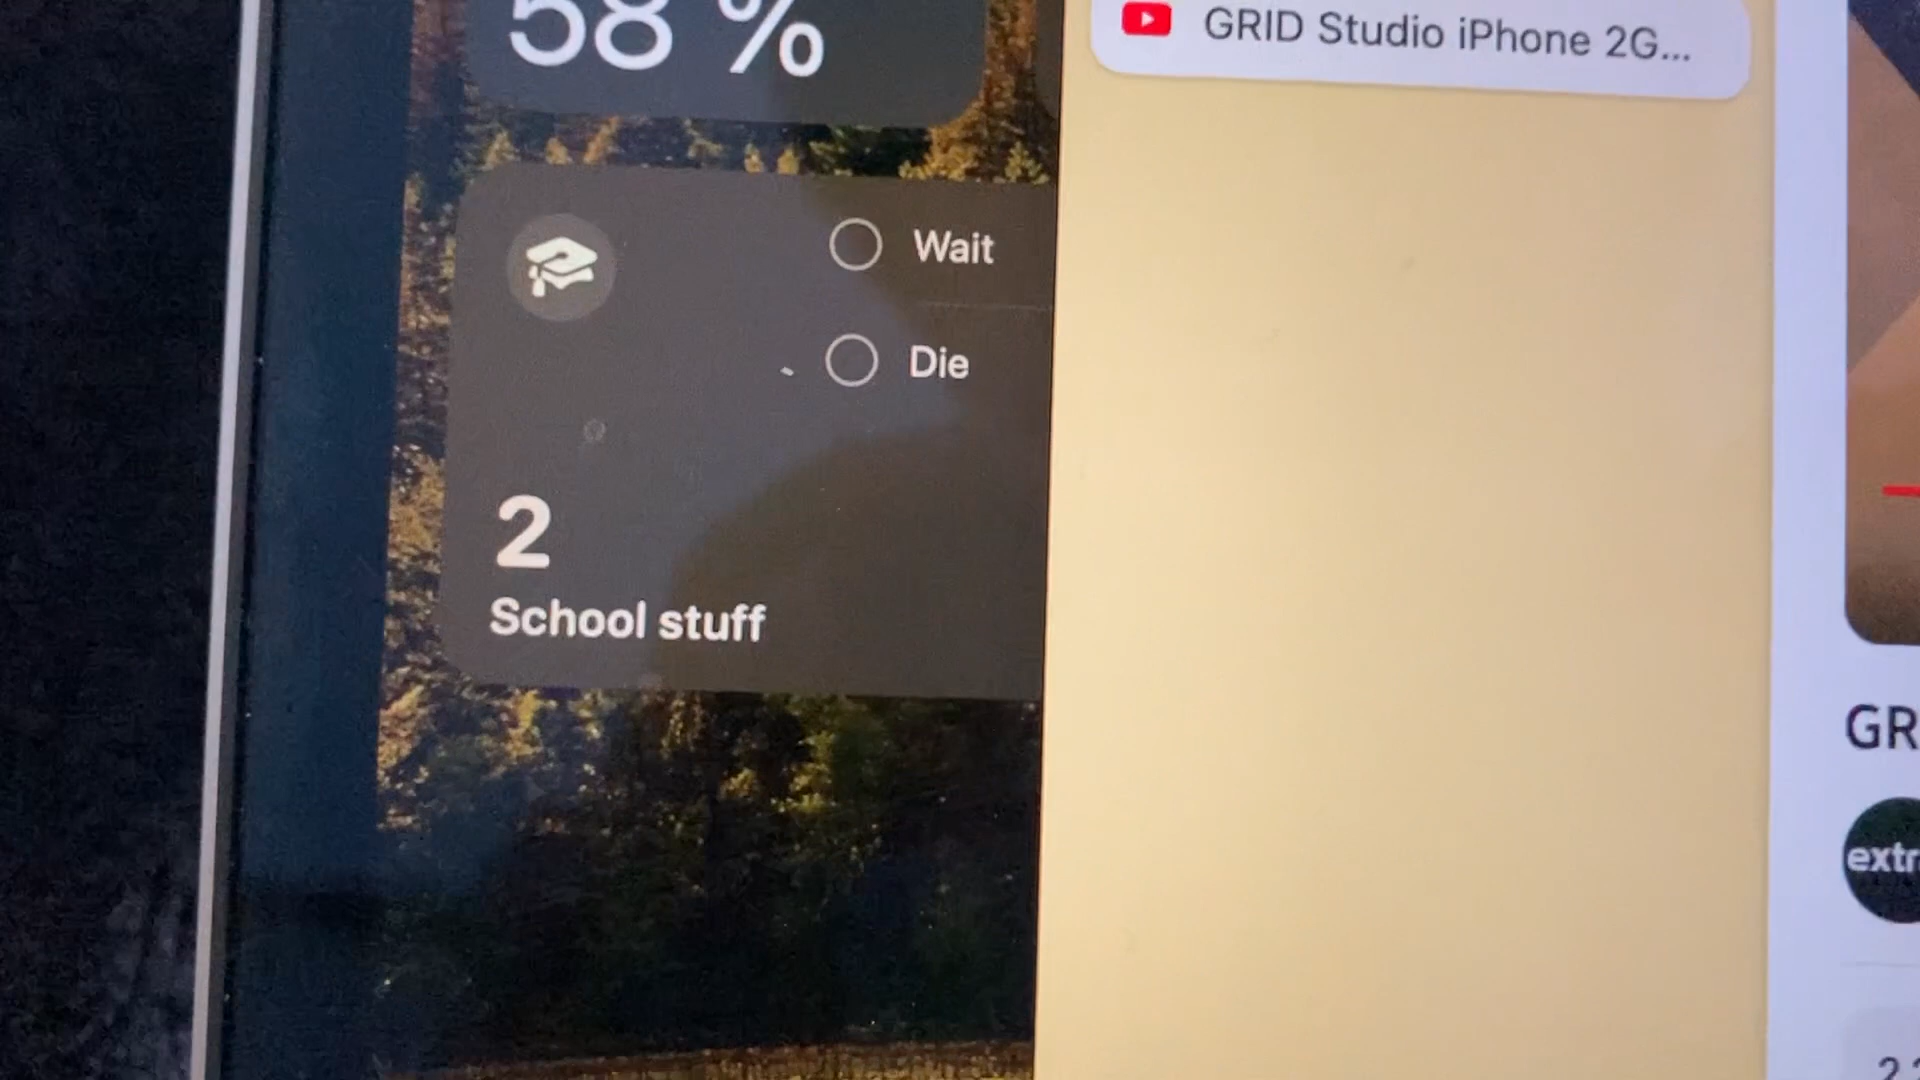 58 %
GRID Studio iPhone 2G...
Wait
Die
2
School stuff
GR
extr